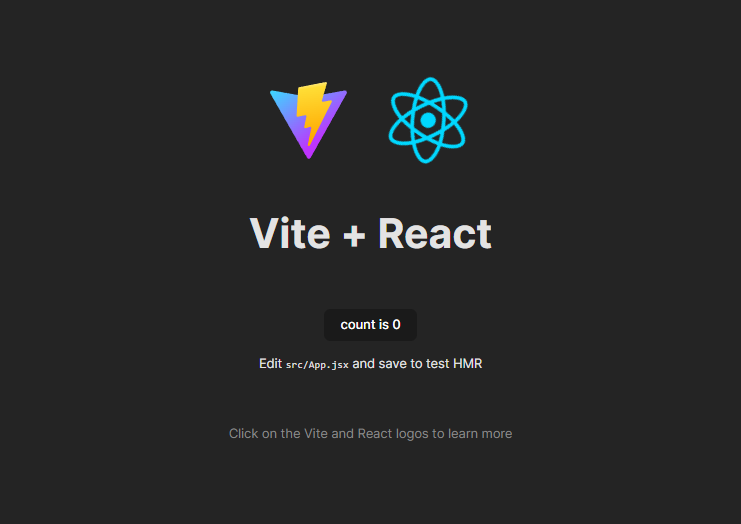 Vite + React
count is 0
Edit src/App.jsx and save to test HMR
Click on the Vite and React logos to learn more